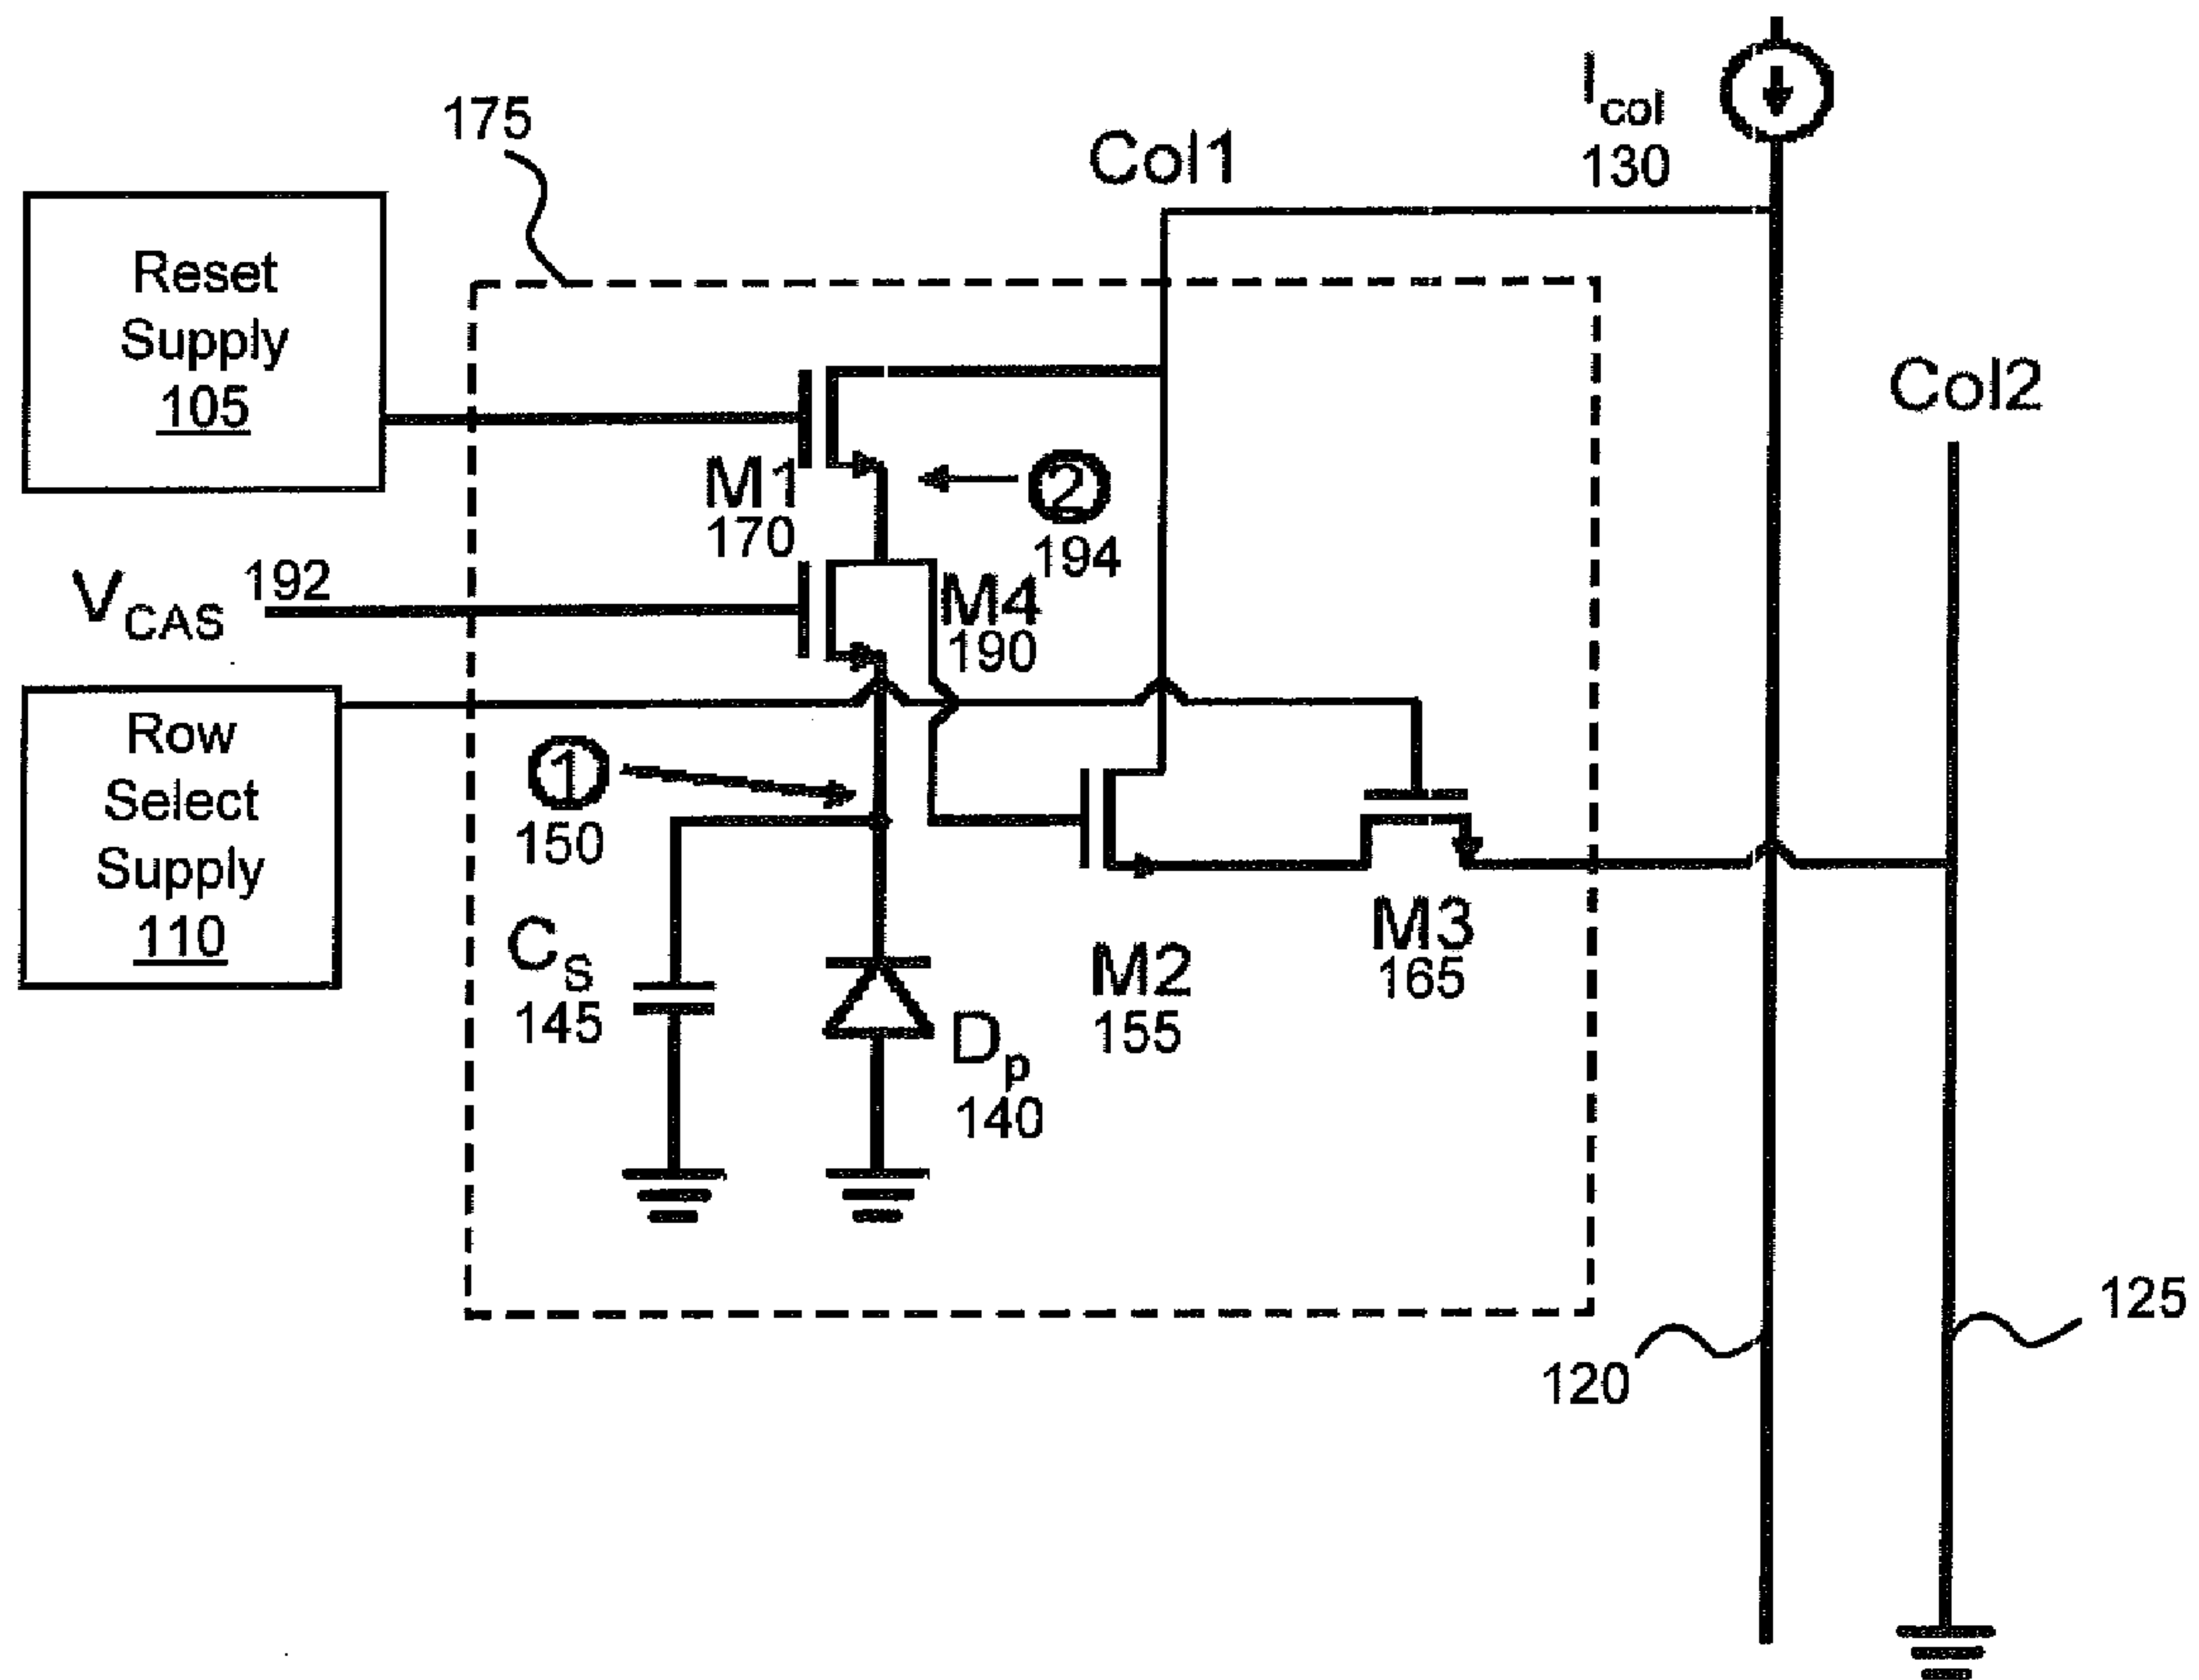 175
Col1
I col
130
Reset
Supply
105
Col2
M1
170
2
194
V CAS
192
M4
190
Row
Select
Supply
110
1
150
C S
145
D p
140
M2
155
M3
165
120
125